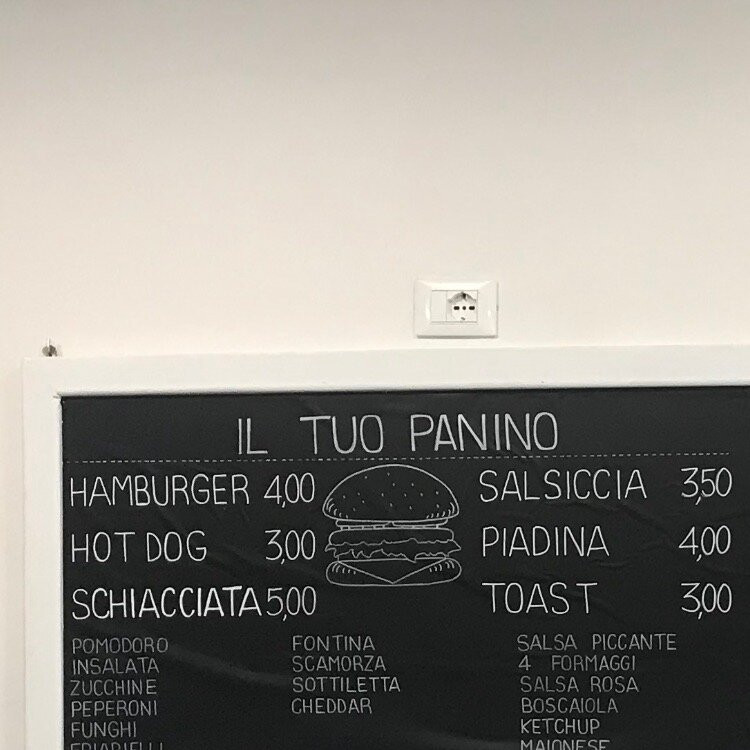 IL TUO PANINO
HAMBURGER 4,00
HOT DOG 3,00
SCHIACCIATA 5,00
SALSICCIA 3,50
PIADINA 4,00
TOAST 3,00
POMODORO
INSALATA
ZUCCHINE
PEPERONI
FUNGHI
FRIARIELLI
FONTINA
SCAMORZA
SOTTILETTA
CHEDDAR
SALSA PICCANTE
4 FORMAGGI
SALSA ROSA
BOSCAIOLA
KETCHUP
MAIONESE